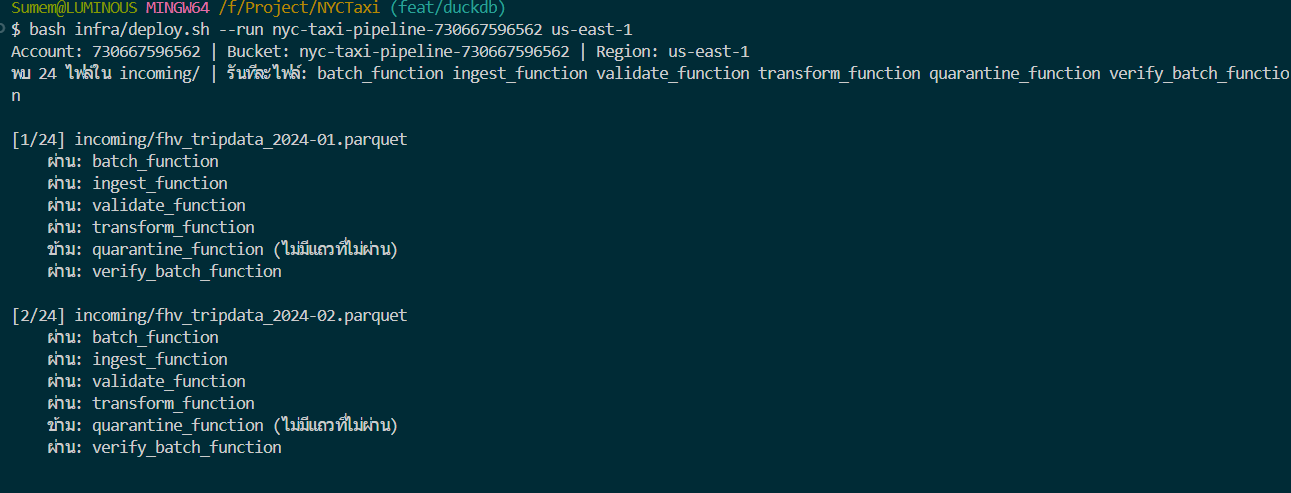 Sumem@LUMINOUS MINGW64 /f/Project/NYCTaxi (feat/duckdb)
$ bash infra/deploy.sh --run nyc-taxi-pipeline-730667596562 us-east-1
Account: 730667596562 | Bucket: nyc-taxi-pipeline-730667596562 | Region: us-east-1
พบ 24 ไฟล์ใน incoming/ | รันทีละไฟล์: batch_function ingest_function validate_function transform_function quarantine_function verify_batch_functio
n
[1/24] incoming/fhv_tripdata_2024-01.parquet
ผ่าน: batch_function
ผ่าน: ingest_function
ผ่าน: validate_function
ผ่าน: transform_function
ข้าม: quarantine_function (ไม่มีแถวที่ไม่ผ่าน)
ผ่าน: verify_batch_function
[2/24] incoming/fhv_tripdata_2024-02.parquet
ผ่าน: batch_function
ผ่าน: ingest_function
ผ่าน: validate_function
ผ่าน: transform_function
ข้าม: quarantine_function (ไม่มีแถวที่ไม่ผ่าน)
ผ่าน: verify_batch_function